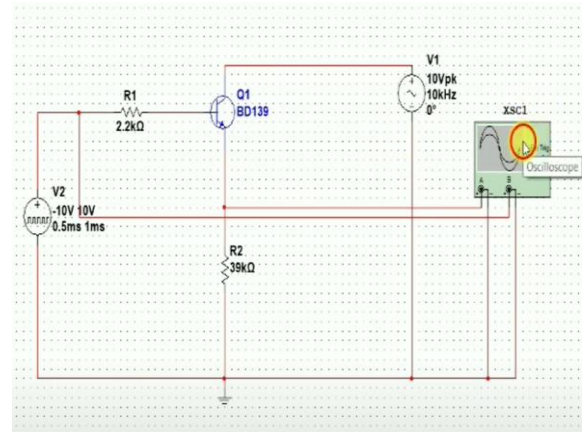 V1
10Vpk
10kHz
0°
XSC1
Q1
BD139
R1
2.2kΩ
Trig
A
B
Oscilloscope
V2
-10V 10V
0.5ms 1ms
R2
39kΩ